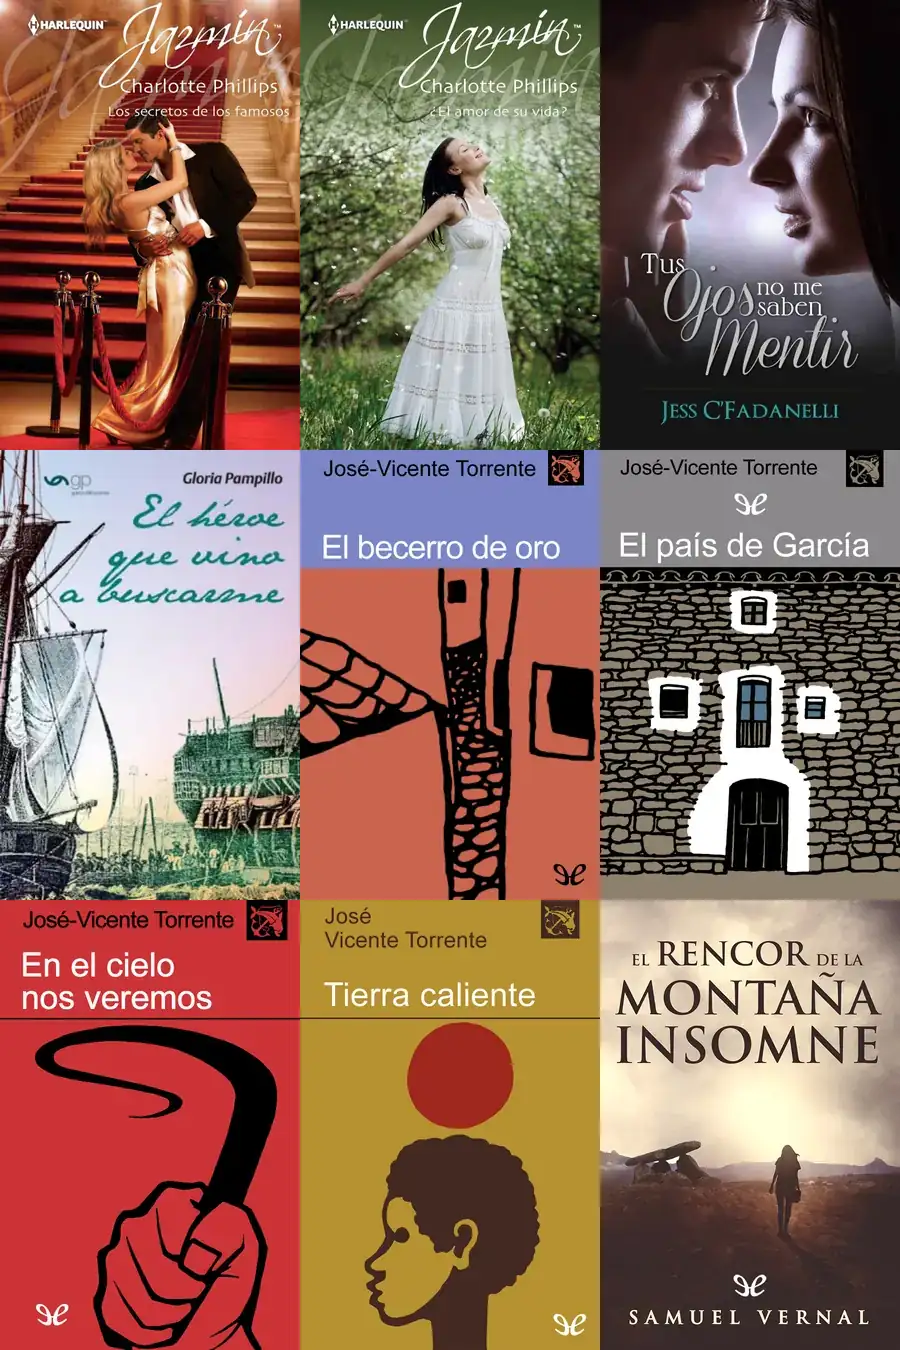 HARLEQUIN™
Jazmín
Charlotte Phillips
Los secretos de los famosos
HARLEQUIN™
Jazmín
Charlotte Phillips
¿El amor de su vida?
Tus
Ojos no me
saben
Mentir
JESS C'FADANELLI
gp
Gloria Pampillo
El héroe
que vino
a buscarme
José-Vicente Torrente
El becerro de oro
José-Vicente Torrente
El país de García
José-Vicente Torrente
En el cielo
nos veremos
José
Vicente Torrente
Tierra caliente
EL RENCOR DE LA
MONTAÑA
INSOMNE
SAMUEL VERNAL